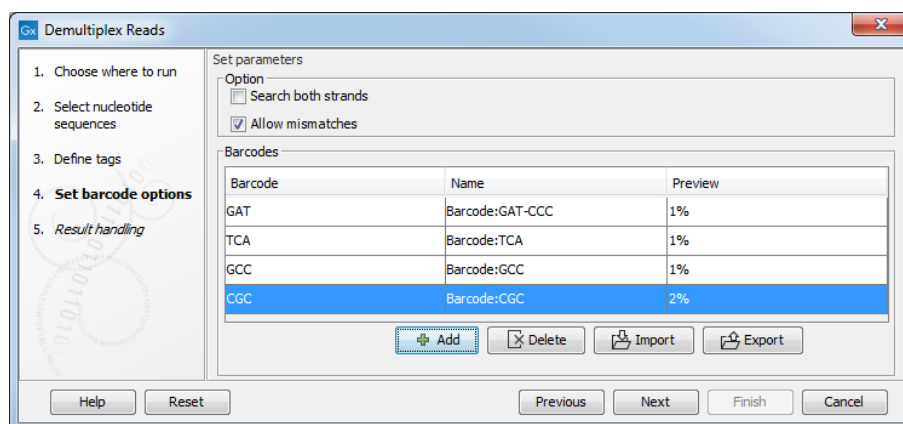 Gx Demultiplex Reads
1. Choose where to run
2. Select nucleotide
sequences
3. Define tags
4. Set barcode options
5. Result handling
Set parameters
Option
Search both strands
Allow mismatches
Barcodes
Barcode Name Preview
GAT Barcode:GAT-CCC 1%
TCA Barcode:TCA 1%
GCC Barcode:GCC 1%
CGC Barcode:CGC 2%
Add Delete Import Export
Help Reset Previous Next Finish Cancel